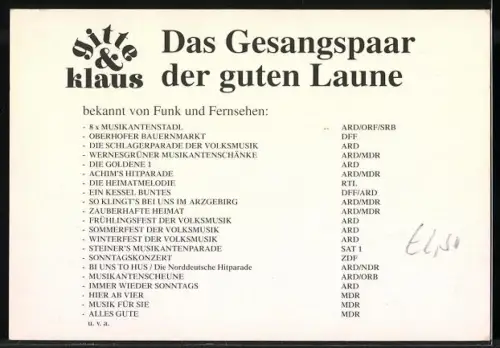 gitte
& Das Gesangspaar
klaus der guten Laune
bekannt von Funk und Fernsehen:
- 8 x MUSIKANTENSTADL .. ARD/ORF/SRB
- OBERHOFER BAUERNMARKT DFF
- DIE SCHLAGERPARADE DER VOLKSMUSIK ARD
- WERNESGRÜNER MUSIKANTENSCHÄNKE ARD/MDR
- DIE GOLDENE 1 ARD
- ACHIM'S HITPARADE ARD/MDR
- DIE HEIMATMELODIE RTL
- EIN KESSEL BUNTES DFF/ARD
- SO KLINGT'S BEI UNS IM ARZGEBIRG ARD/MDR
- ZAUBERHAFTE HEIMAT ARD/MDR
- FRÜHLINGSFEST DER VOLKSMUSIK ARD
- SOMMERFEST DER VOLKSMUSIK ARD
- WINTERFEST DER VOLKSMUSIK ARD
- STEINER'S MUSIKANTENPARADE SAT 1
- SONNTAGSKONZERT ZDF
- BI UNS TO HUS / Die Norddeutsche Hitparade ARD/NDR
- MUSIKANTENSCHEUNE ARD/ORB
- IMMER WIEDER SONNTAGS ARD
- HIER AB VIER MDR
- MUSIK FÜR SIE MDR
- ALLES GUTE MDR
u. v. a.